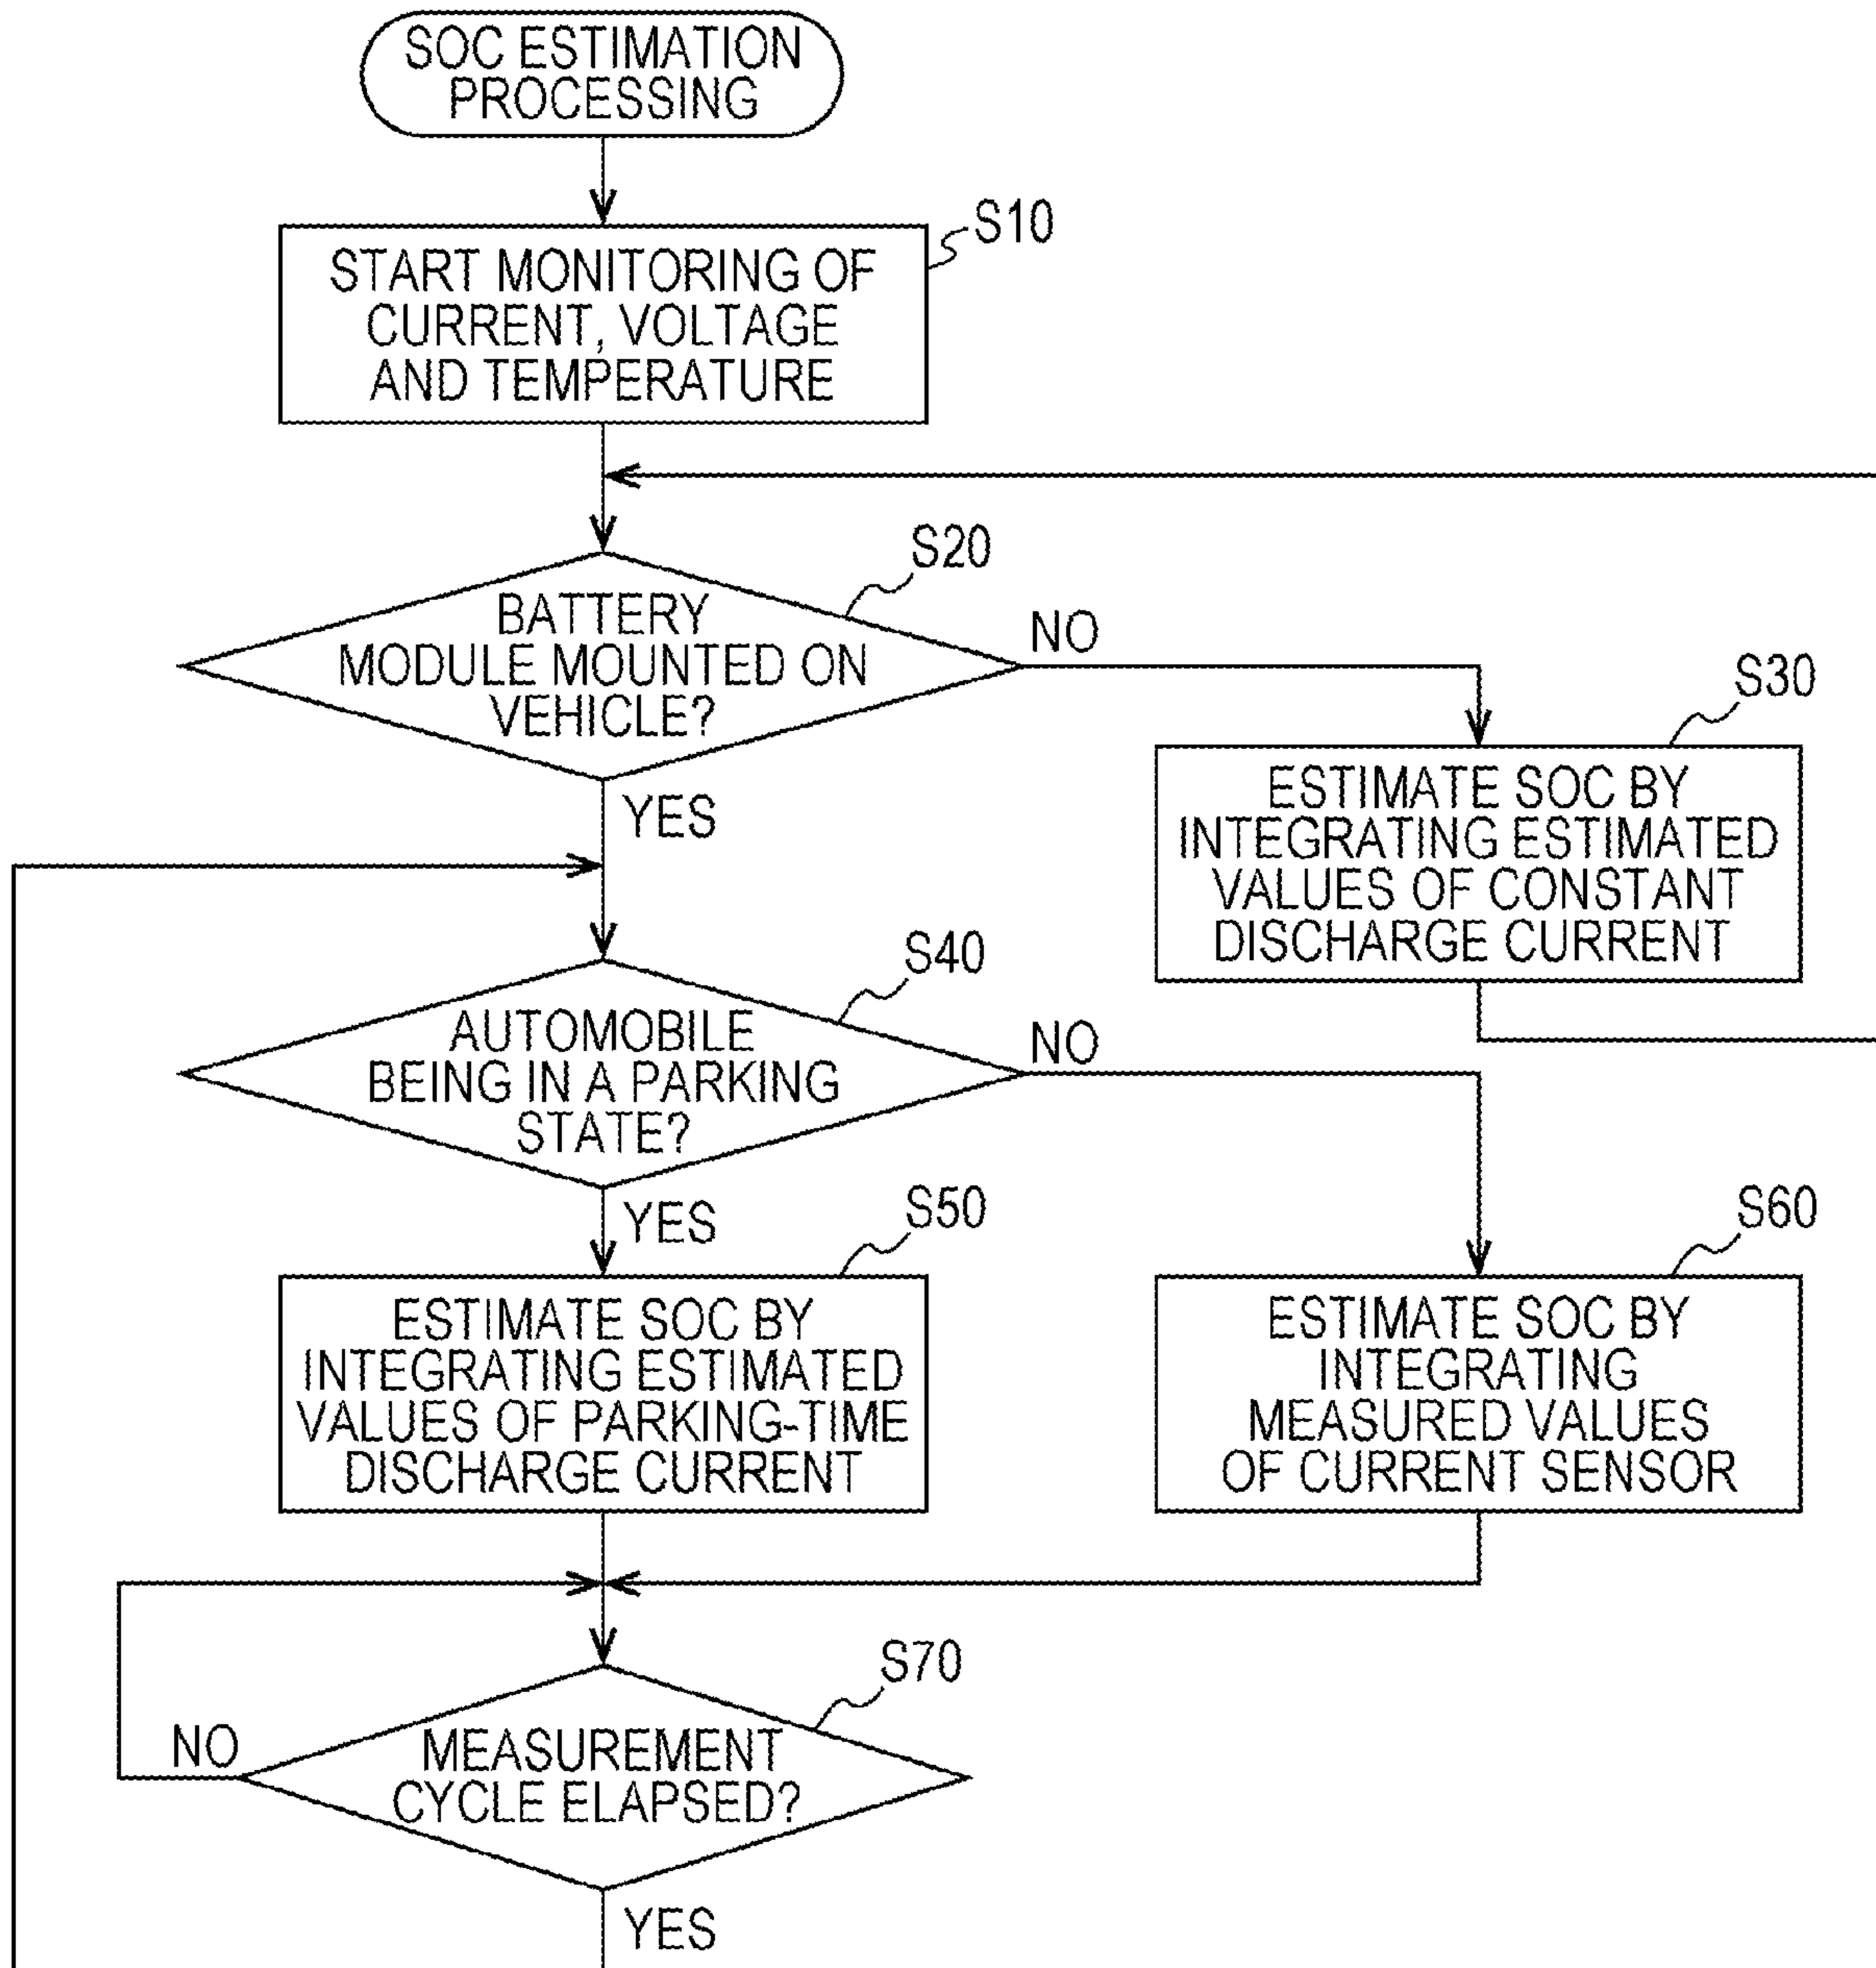 SOC ESTIMATION
PROCESSING
S10
START MONITORING OF
CURRENT, VOLTAGE
AND TEMPERATURE
S20
BATTERY
MODULE MOUNTED ON
VEHICLE?
NO
YES
S30
ESTIMATE SOC BY
INTEGRATING ESTIMATED
VALUES OF CONSTANT
DISCHARGE CURRENT
S40
AUTOMOBILE
BEING IN A PARKING
STATE?
NO
YES
S50
ESTIMATE SOC BY
INTEGRATING ESTIMATED
VALUES OF PARKING-TIME
DISCHARGE CURRENT
S60
ESTIMATE SOC BY
INTEGRATING
MEASURED VALUES
OF CURRENT SENSOR
S70
MEASUREMENT
CYCLE ELAPSED?
NO
YES